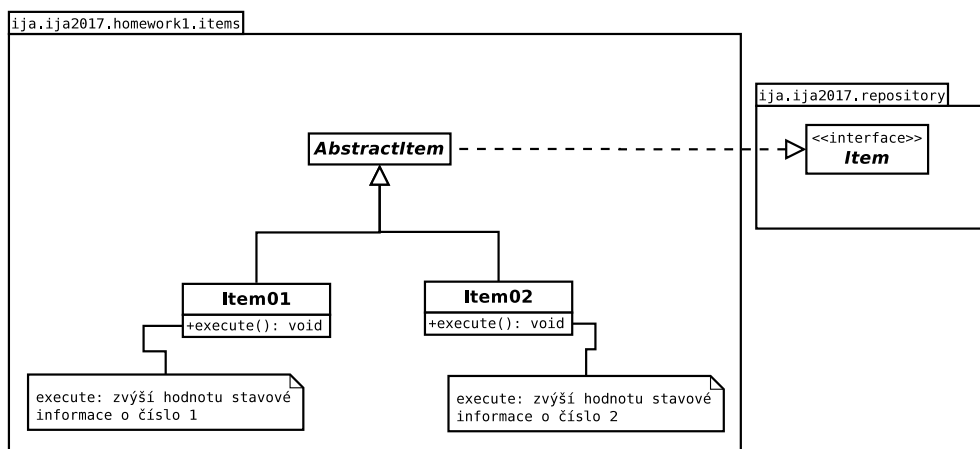 ija.ija2017.homework1.items
ija.ija2017.repository
<<interface>>
Item
AbstractItem
Item01
+execute(): void
Item02
+execute(): void
execute: zvýší hodnotu stavové
informace o číslo 1
execute: zvýší hodnotu stavové
informace o číslo 2